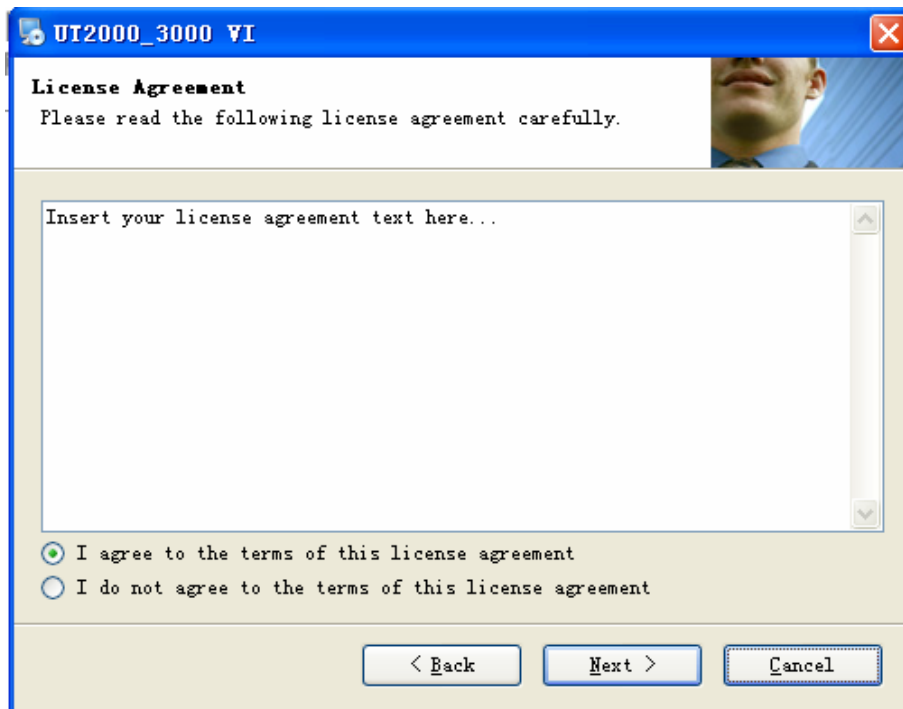 UT2000_3000 VI
License Agreement
Please read the following license agreement carefully.
Insert your license agreement text here...
I agree to the terms of this license agreement
I do not agree to the terms of this license agreement
< Back
Next >
Cancel